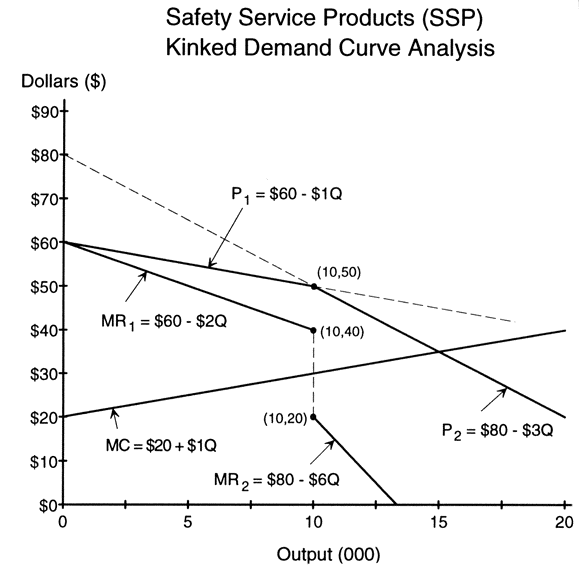 Safety Service Products (SSP)
Kinked Demand Curve Analysis
Dollars ($)
$90
$80
$70
$60
$50
$40
$30
$20
$10
$0
P1 = $60 - $1Q
(10,50)
MR1 = $60 - $2Q
(10,40)
(10,20)
MC = $20 + $1Q
P2 = $80 - $3Q
MR2 = $80 - $6Q
0 5 10 15 20
Output (000)